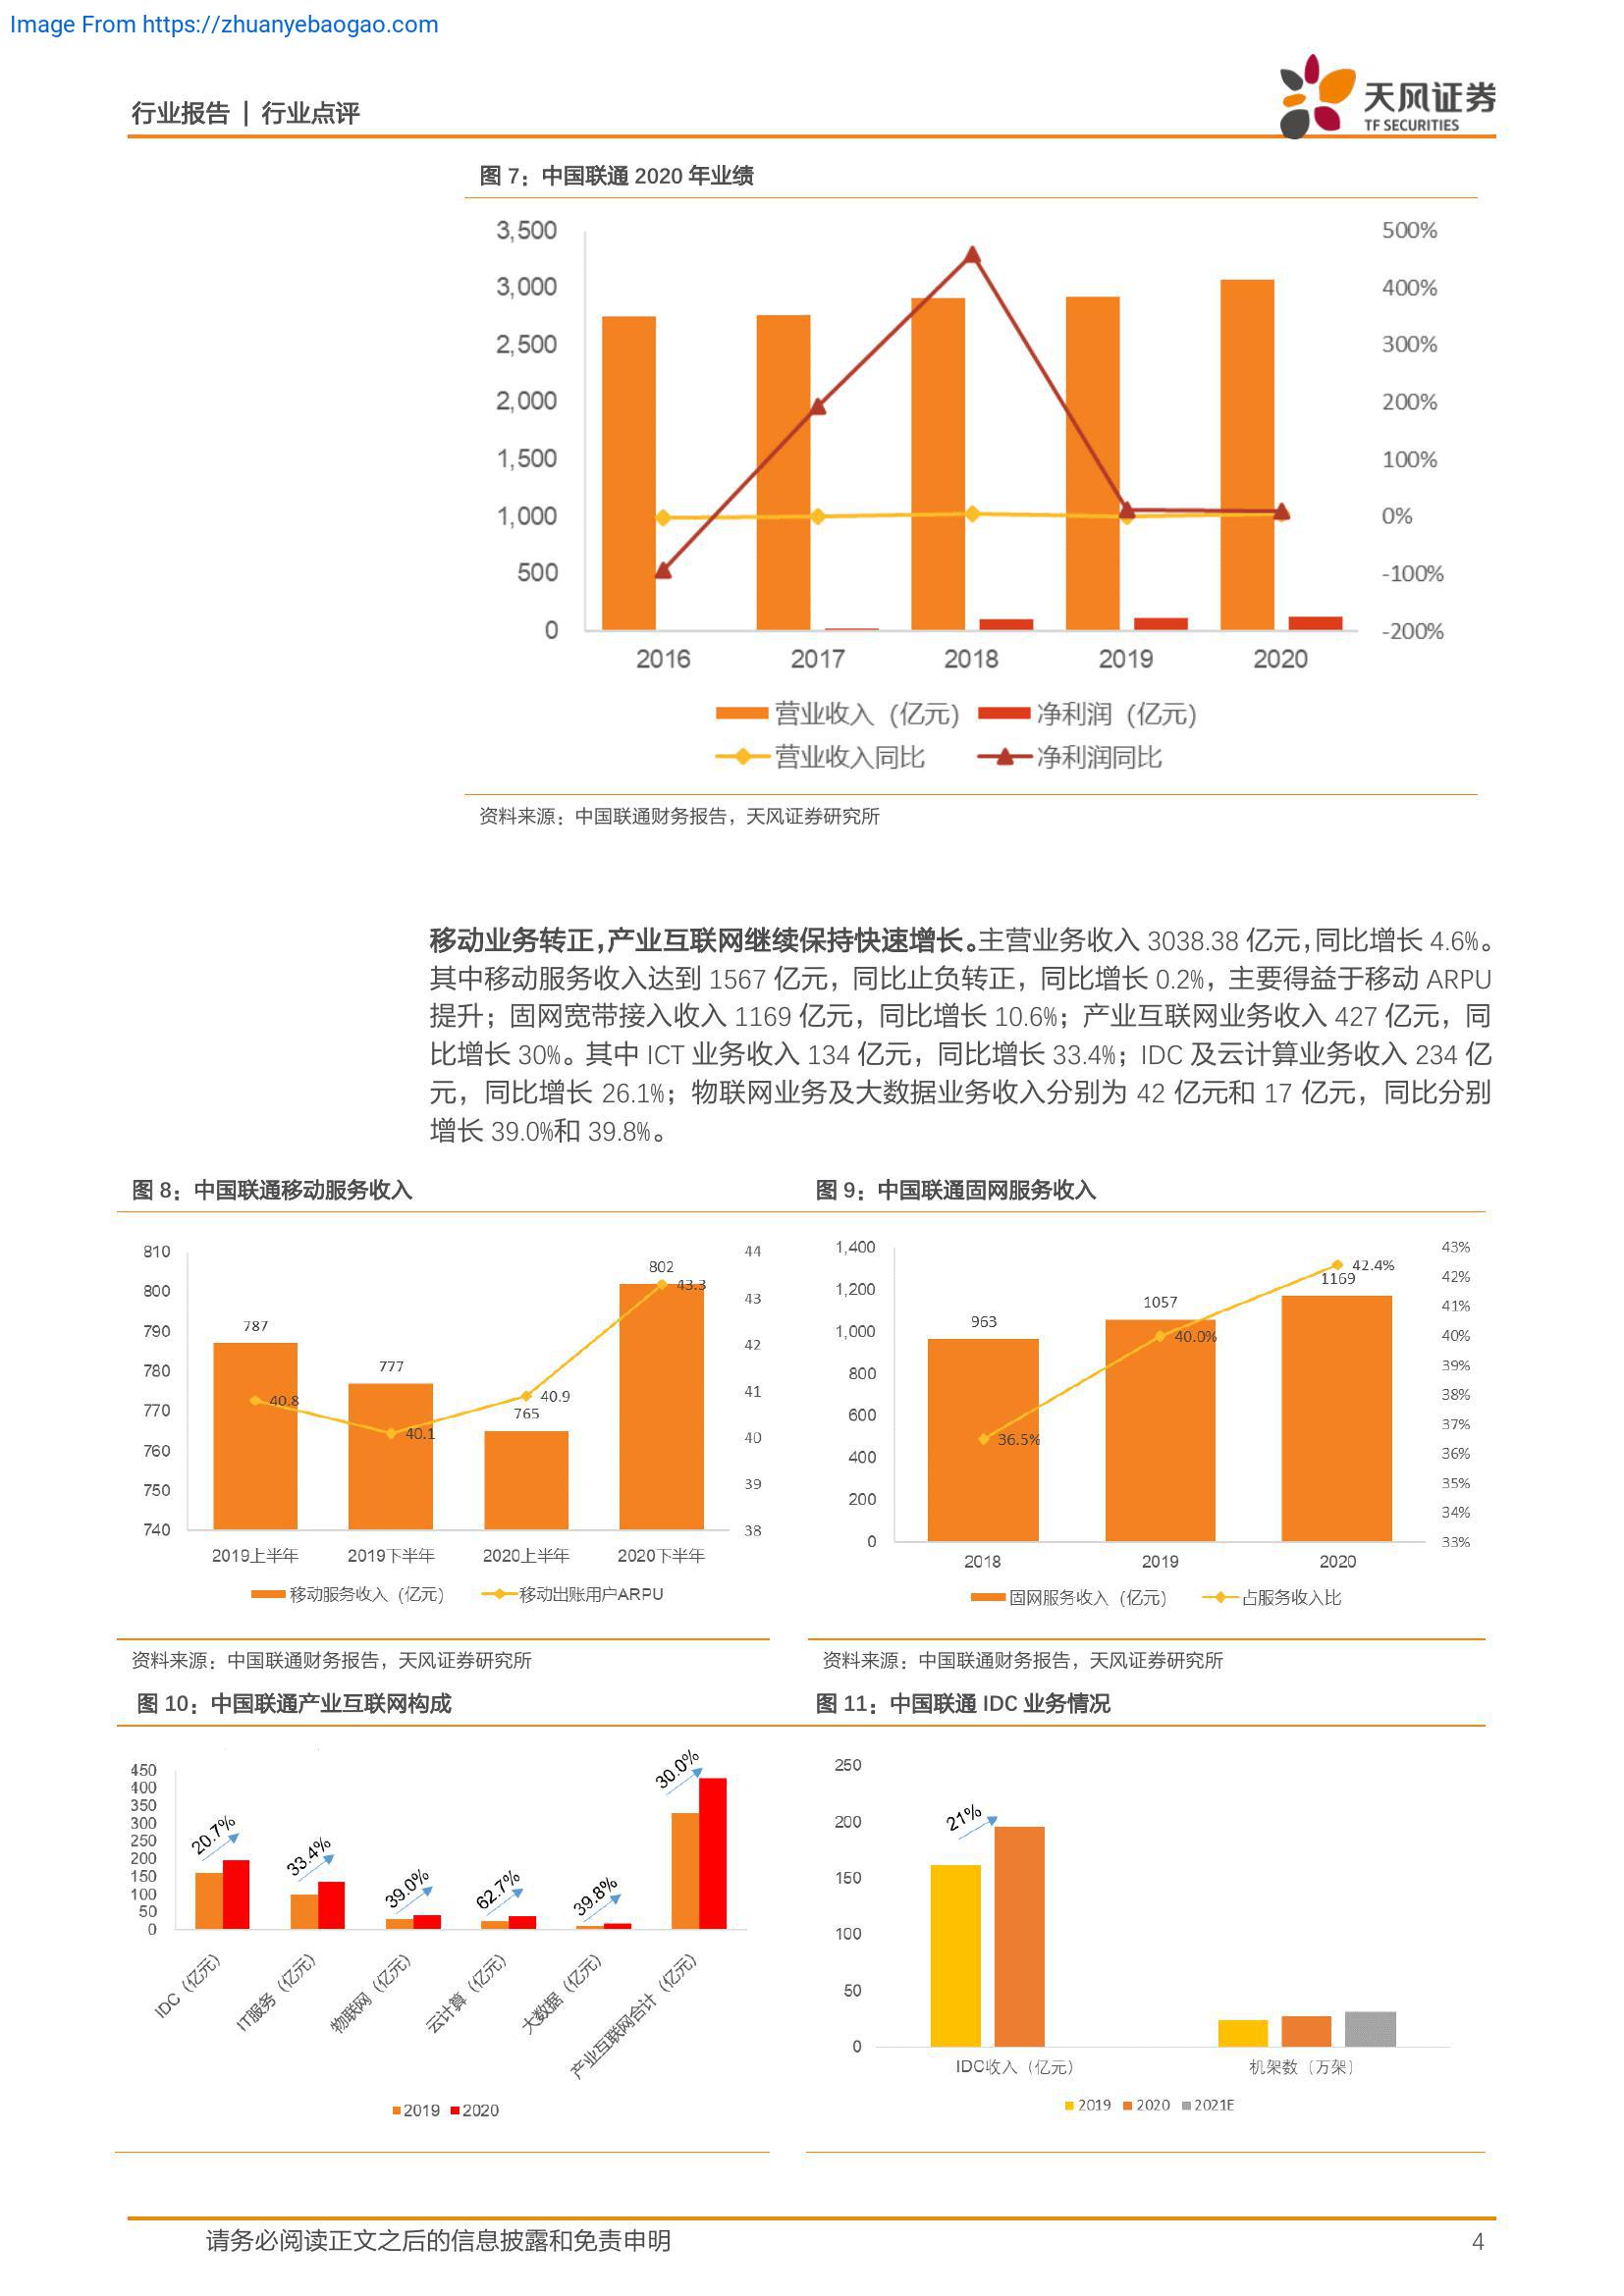 Image From https://zhuanyebaogao.com
行业报告 | 行业点评
天风证券
TF SECURITIES
图 7：中国联通 2020 年业绩
3,500
3,000
2,500
2,000
1,500
1,000
500
0
500%
400%
300%
200%
100%
0%
-100%
-200%
2016 2017 2018 2019 2020
营业收入（亿元） 净利润（亿元）
营业收入同比 净利润同比
资料来源：中国联通财务报告，天风证券研究所
移动业务转正，产业互联网继续保持快速增长。主营业务收入 3038.38 亿元，同比增长 4.6%。
其中移动服务收入达到 1567 亿元，同比止负转正，同比增长 0.2%，主要得益于移动 ARPU
提升；固网宽带接入收入 1169 亿元，同比增长 10.6%；产业互联网业务收入 427 亿元，同
比增长 30%。其中 ICT 业务收入 134 亿元，同比增长 33.4%；IDC 及云计算业务收入 234 亿
元，同比增长 26.1%；物联网业务及大数据业务收入分别为 42 亿元和 17 亿元，同比分别
增长 39.0%和 39.8%。
图 8：中国联通移动服务收入
810
800
790
780
770
760
750
740
787
777
765
802
40.8
40.1
40.9
43.3
44
43
42
41
40
39
38
2019上半年 2019下半年 2020上半年 2020下半年
移动服务收入（亿元） 移动出账用户ARPU
资料来源：中国联通财务报告，天风证券研究所
图 9：中国联通固网服务收入
1,400
1,200
1,000
800
600
400
200
0
963
1057
1169
36.5%
40.0%
42.4%
43%
42%
41%
40%
39%
38%
37%
36%
35%
34%
33%
2018 2019 2020
固网服务收入（亿元） 占服务收入比
资料来源：中国联通财务报告，天风证券研究所
图 10：中国联通产业互联网构成
450
400
350
300
250
200
150
100
50
0
20.7%
33.4%
39.0%
62.7%
39.8%
30.0%
IDC（亿元）
IT服务（亿元）
物联网（亿元）
云计算（亿元）
大数据（亿元）
产业互联网合计（亿元）
2019 2020
图 11：中国联通 IDC 业务情况
250
200
150
100
50
0
21%
IDC收入（亿元） 机架数（万架）
2019 2020 2021E
请务必阅读正文之后的信息披露和免责申明
4